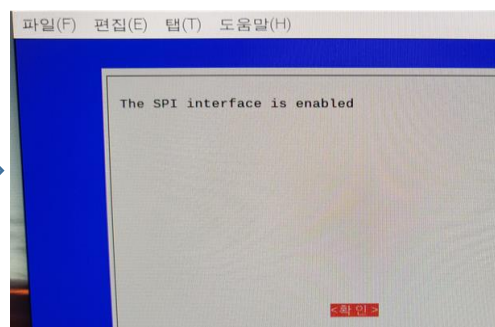 파일(F) 편집(E) 탭(T) 도움말(H)
The SPI interface is enabled
<확인>